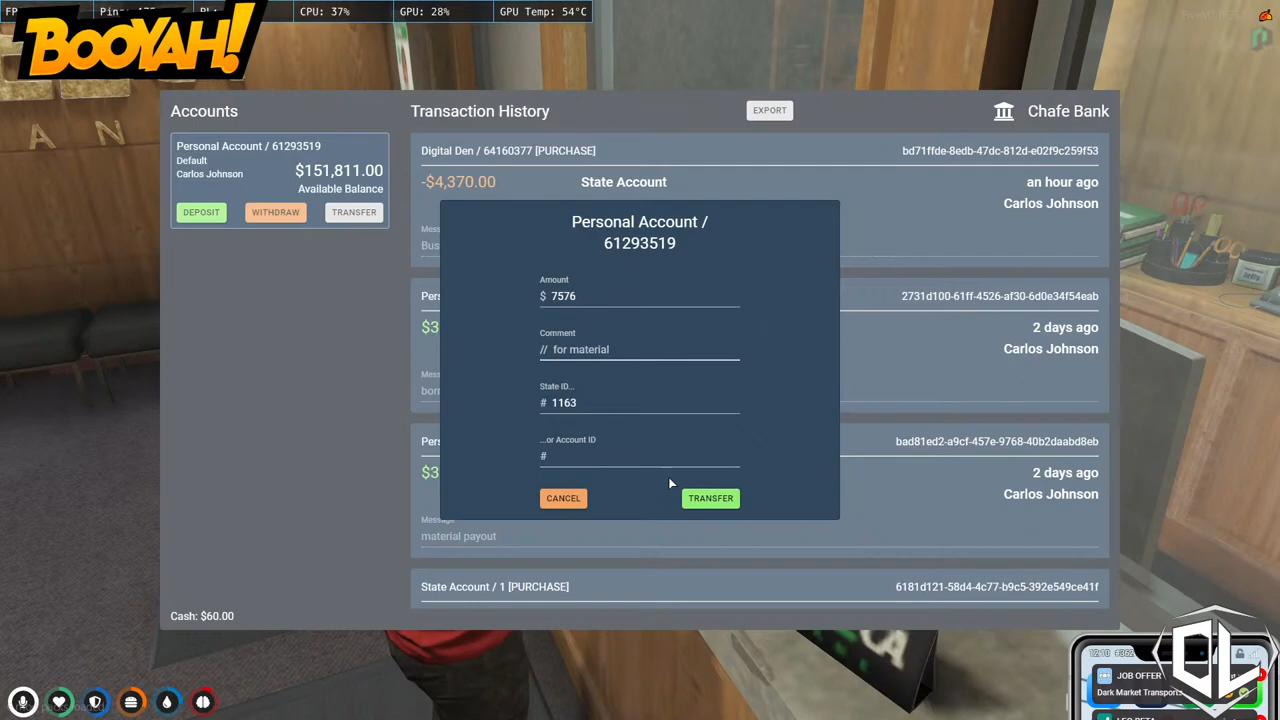 CPU: 37%
GPU: 28%
GPU Temp: 54°C
BOOYAH!
A N
Accounts
Transaction History
EXPORT
Chafe Bank
Personal Account / 61293519
Default
Carlos Johnson
$151,811.00
Available Balance
DEPOSIT
WITHDRAW
TRANSFER
Digital Den / 64160377 [PURCHASE]
bd71ffde-8edb-47dc-812d-e02f9c259f53
-$4,370.00
State Account
an hour ago
Carlos Johnson
Personal Account /
61293519
Amount
$ 7576
Comment
// for material
State ID...
# 1163
...or Account ID
#
CANCEL
TRANSFER
2731d100-61ff-4526-af30-6d0e34f54eab
2 days ago
Carlos Johnson
bad81ed2-a9cf-457e-9768-40b2daabd8eb
2 days ago
Carlos Johnson
Message
material payout
State Account / 1 [PURCHASE]
6181d121-58d4-4c77-b9c5-392e549ce41f
Cash: $60.00
12:10
JOB OFFER
Dark Market Transports